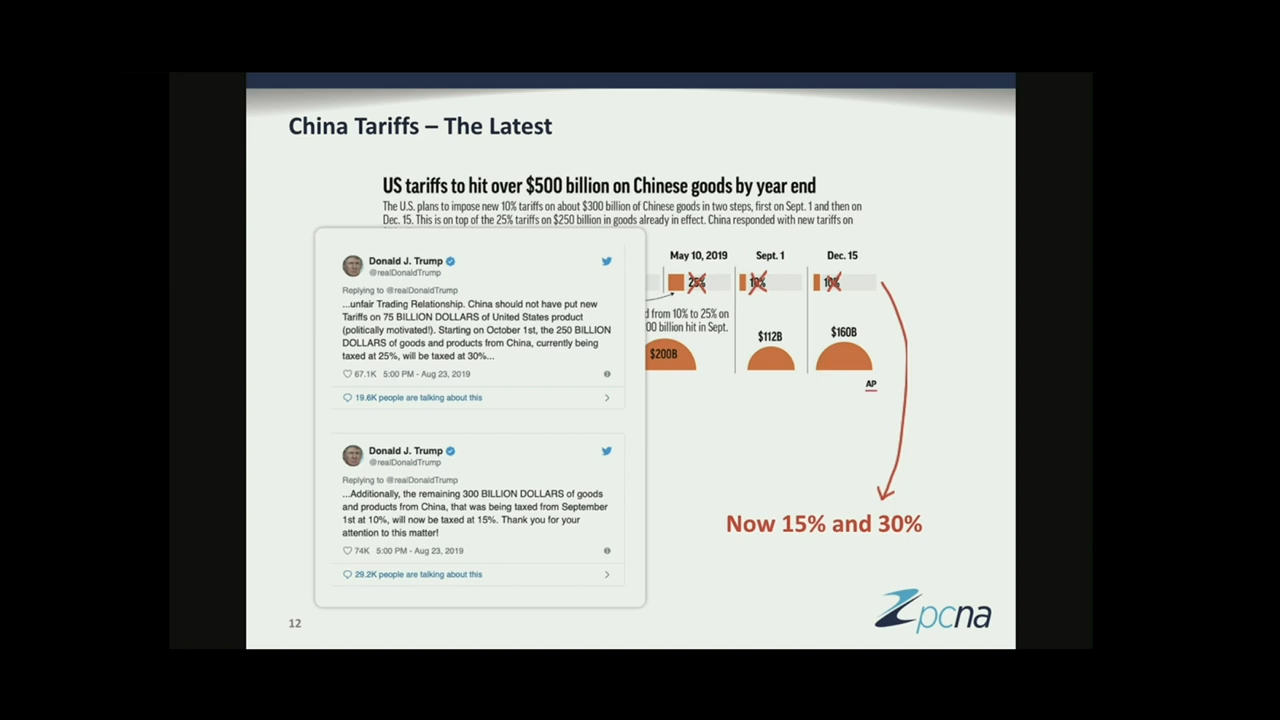 China Tariffs – The Latest
US tariffs to hit over $500 billion on Chinese goods by year end
The U.S. plans to impose new 10% tariffs on about $300 billion of Chinese goods in two steps, first on Sept. 1 and then on
Dec. 15. This is on top of the 25% tariffs on $250 billion in goods already in effect. China responded with new tariffs on
May 10, 2019 Sept. 1 Dec. 15
25% 10% 10%
d from 10% to 25% on
00 billion hit in Sept.
$200B $112B $160B
AP
Donald J. Trump
@realDonaldTrump
Replying to @realDonaldTrump
...unfair Trading Relationship. China should not have put new
Tariffs on 75 BILLION DOLLARS of United States product
(politically motivated!). Starting on October 1st, the 250 BILLION
DOLLARS of goods and products from China, currently being
taxed at 25%, will be taxed at 30%...
67.1K 5:00 PM - Aug 23, 2019
19.6K people are talking about this
Donald J. Trump
@realDonaldTrump
Replying to @realDonaldTrump
...Additionally, the remaining 300 BILLION DOLLARS of goods
and products from China, that was being taxed from September
1st at 10%, will now be taxed at 15%. Thank you for your
attention to this matter!
74K 5:00 PM - Aug 23, 2019
29.2K people are talking about this
Now 15% and 30%
12
pcna